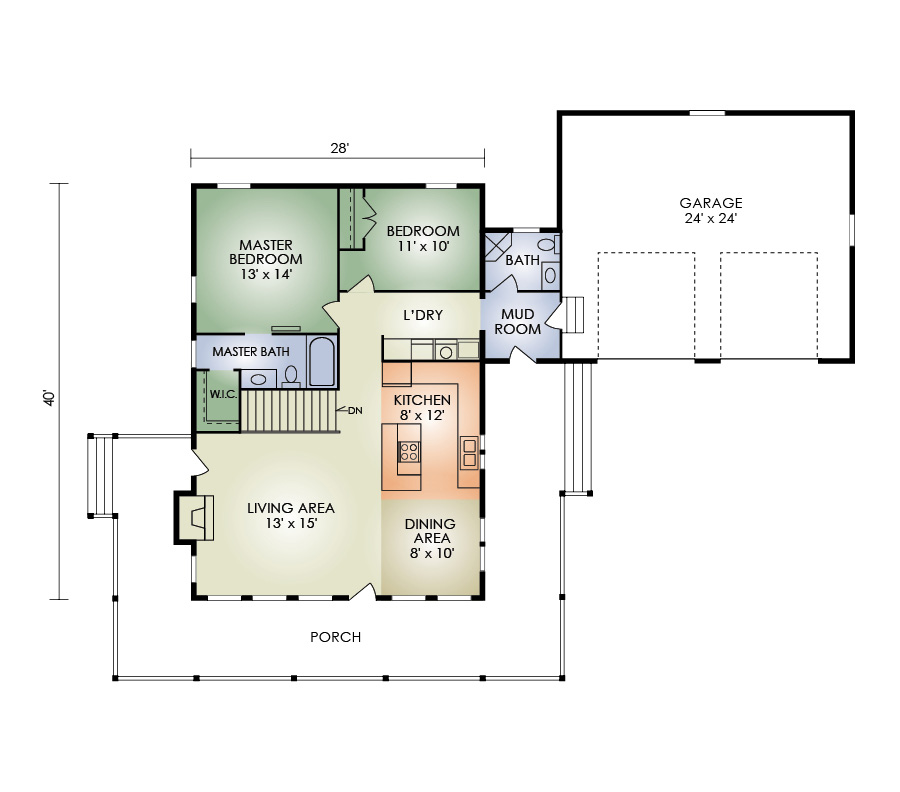 28'
GARAGE
24' x 24'
MASTER
BEDROOM
13' x 14'
BEDROOM
11' x 10'
BATH
L'DRY
MUD
ROOM
MASTER BATH
W.I.C.
DN
KITCHEN
8' x 12'
40'
LIVING AREA
13' x 15'
DINING
AREA
8' x 10'
PORCH